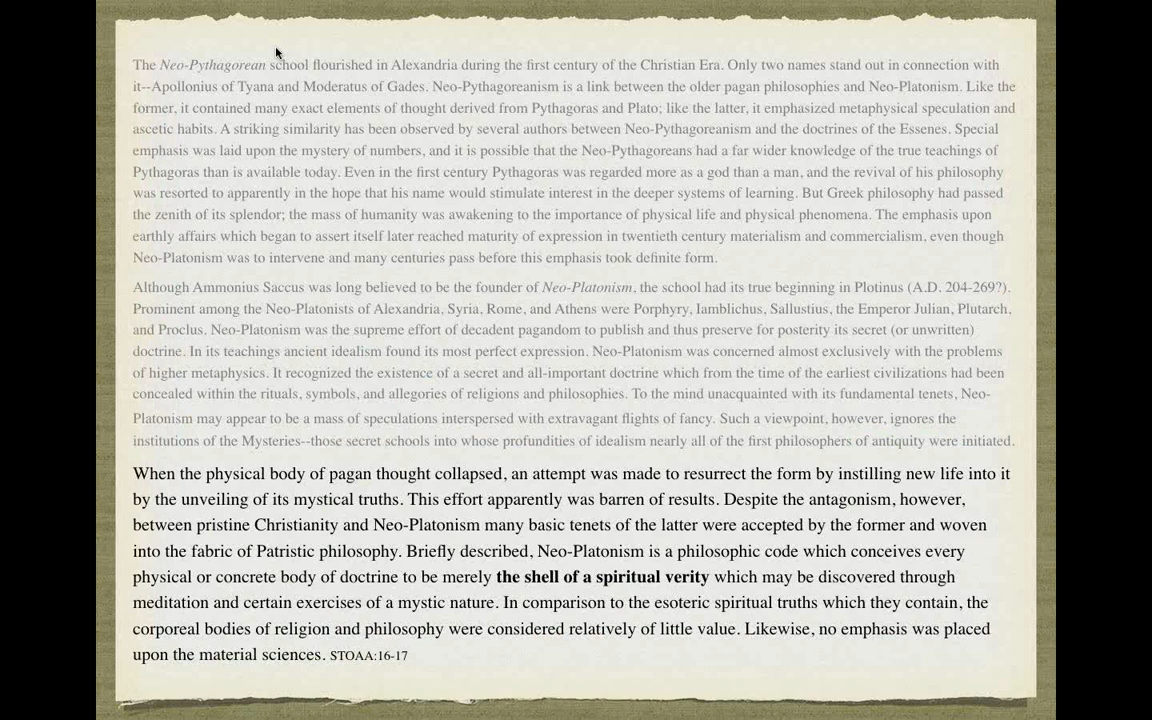 The Neo-Pythagorean school flourished in Alexandria during the first century of the Christian Era. Only two names stand out in connection with
it--Apollonius of Tyana and Moderatus of Gades. Neo-Pythagoreanism is a link between the older pagan philosophies and Neo-Platonism. Like the
former, it contained many exact elements of thought derived from Pythagoras and Plato; like the latter, it emphasized metaphysical speculation and
ascetic habits. A striking similarity has been observed by several authors between Neo-Pythagoreanism and the doctrines of the Essenes. Special
emphasis was laid upon the mystery of numbers, and it is possible that the Neo-Pythagoreans had a far wider knowledge of the true teachings of
Pythagoras than is available today. Even in the first century Pythagoras was regarded more as a god than a man, and the revival of his philosophy
was resorted to apparently in the hope that his name would stimulate interest in the deeper systems of learning. But Greek philosophy had passed
the zenith of its splendor; the mass of humanity was awakening to the importance of physical life and physical phenomena. The emphasis upon
earthly affairs which began to assert itself later reached maturity of expression in twentieth century materialism and commercialism, even though
Neo-Platonism was to intervene and many centuries pass before this emphasis took definite form.
Although Ammonius Saccus was long believed to be the founder of Neo-Platonism, the school had its true beginning in Plotinus (A.D. 204-269?).
Prominent among the Neo-Platonists of Alexandria, Syria, Rome, and Athens were Porphyry, Iamblichus, Sallustius, the Emperor Julian, Plutarch,
and Proclus. Neo-Platonism was the supreme effort of decadent pagandom to publish and thus preserve for posterity its secret (or unwritten)
doctrine. In its teachings ancient idealism found its most perfect expression. Neo-Platonism was concerned almost exclusively with the problems
of higher metaphysics. It recognized the existence of a secret and all-important doctrine which from the time of the earliest civilizations had been
concealed within the rituals, symbols, and allegories of religions and philosophies. To the mind unacquainted with its fundamental tenets, Neo-
Platonism may appear to be a mass of speculations interspersed with extravagant flights of fancy. Such a viewpoint, however, ignores the
institutions of the Mysteries--those secret schools into whose profundities of idealism nearly all of the first philosophers of antiquity were initiated.
When the physical body of pagan thought collapsed, an attempt was made to resurrect the form by instilling new life into it
by the unveiling of its mystical truths. This effort apparently was barren of results. Despite the antagonism, however,
between pristine Christianity and Neo-Platonism many basic tenets of the latter were accepted by the former and woven
into the fabric of Patristic philosophy. Briefly described, Neo-Platonism is a philosophic code which conceives every
physical or concrete body of doctrine to be merely the shell of a spiritual verity which may be discovered through
meditation and certain exercises of a mystic nature. In comparison to the esoteric spiritual truths which they contain, the
corporeal bodies of religion and philosophy were considered relatively of little value. Likewise, no emphasis was placed
upon the material sciences. STOAA:16-17